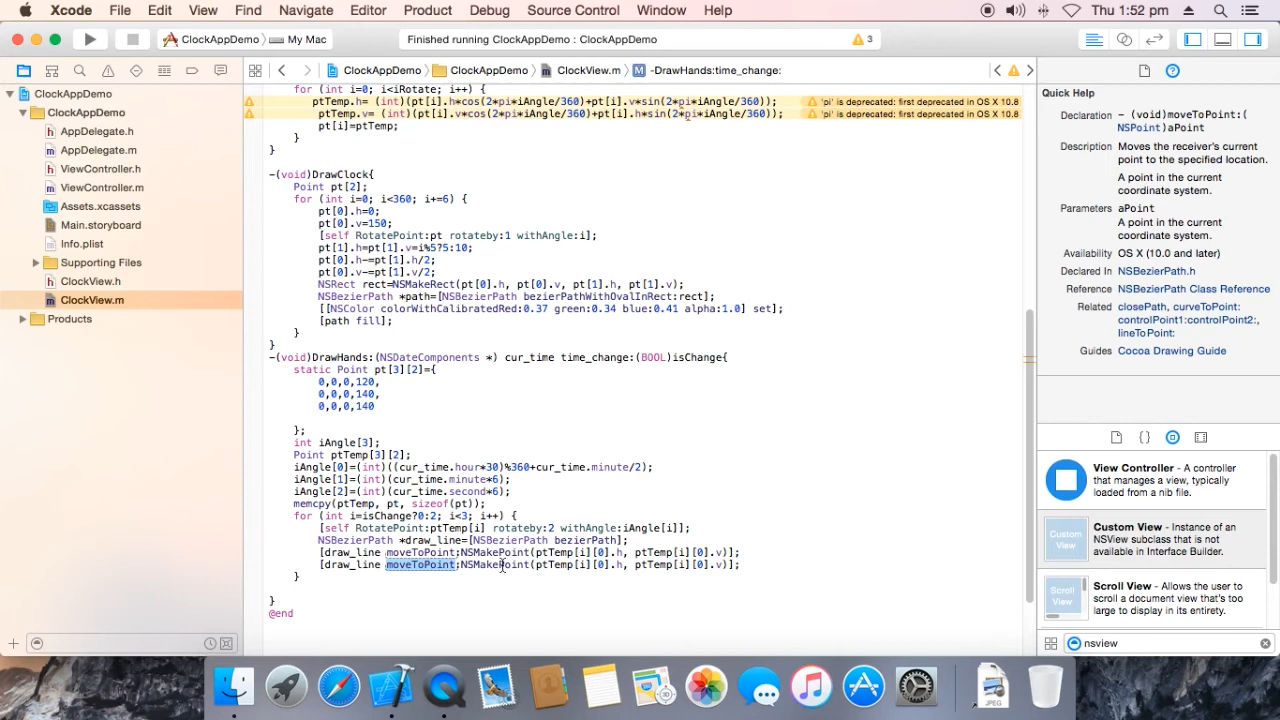 Xcode File Edit View Find Navigate Editor Product Debug Source Control Window Help Thu 1:52 pm
ClockAppDemo My Mac Finished running ClockAppDemo : ClockAppDemo 3
ClockAppDemo ClockAppDemo ClockView.m M -DrawHands:time_change:
ClockAppDemo
ClockAppDemo
AppDelegate.h
AppDelegate.m
ViewController.h
ViewController.m
Assets.xcassets
Main.storyboard
Info.plist
Supporting Files
ClockView.h
ClockView.m
Products
for (int i=0; i<iRotate; i++) {
ptTemp.h= (int)(pt[i].h*cos(2*pi*iAngle/360)+pt[i].v*sin(2*pi*iAngle/360)); 'pi' is deprecated: first deprecated in OS X 10.8
ptTemp.v= (int)(pt[i].v*cos(2*pi*iAngle/360)+pt[i].h*sin(2*pi*iAngle/360)); 'pi' is deprecated: first deprecated in OS X 10.8
pt[i]=ptTemp;
}
}
-(void)DrawClock{
Point pt[2];
for (int i=0; i<360; i+=6) {
pt[0].h=0;
pt[0].v=150;
[self RotatePoint:pt rotateby:1 withAngle:i];
pt[1].h=pt[1].v=i%5?5:10;
pt[0].h-=pt[1].h/2;
pt[0].v-=pt[1].v/2;
NSRect rect=NSMakeRect(pt[0].h, pt[0].v, pt[1].h, pt[1].v);
NSBezierPath *path=[NSBezierPath bezierPathWithOvalInRect:rect];
[[NSColor colorWithCalibratedRed:0.37 green:0.34 blue:0.41 alpha:1.0] set];
[path fill];
}
}
-(void)DrawHands:(NSDateComponents *) cur_time time_change:(BOOL)isChange{
static Point pt[3][2]={
0,0,0,120,
0,0,0,140,
0,0,0,140
};
int iAngle[3];
Point ptTemp[3][2];
iAngle[0]=(int)((cur_time.hour*30)%360+cur_time.minute/2);
iAngle[1]=(int)(cur_time.minute*6);
iAngle[2]=(int)(cur_time.second*6);
memcpy(ptTemp, pt, sizeof(pt));
for (int i=isChange?0:2; i<3; i++) {
[self RotatePoint:ptTemp[i] rotateby:2 withAngle:iAngle[i]];
NSBezierPath *draw_line=[NSBezierPath bezierPath];
[draw_line moveToPoint:NSMakePoint(ptTemp[i][0].h, ptTemp[i][0].v)];
[draw_line moveToPoint:NSMakePoint(ptTemp[i][0].h, ptTemp[i][0].v)];
}
}
@end
Quick Help
Declaration - (void)moveToPoint:(
NSPoint)aPoint
Description Moves the receiver's current
point to the specified location.
A point in the current
coordinate system.
Parameters aPoint
A point in the current
coordinate system.
Availability OS X (10.0 and later)
Declared In NSBezierPath.h
Reference NSBezierPath Class Reference
Related closePath, curveToPoint:
controlPoint1:controlPoint2:,
lineToPoint:
Guides Cocoa Drawing Guide
View Controller - A controller
that manages a view, typically
loaded from a nib file.
Custom
View
Custom View - Instance of an
NSView subclass that is not
available in Interface Builder.
Scroll View - Allows the user to
scroll a document view that's too
large to display in its entirety.
nsview
JPEG